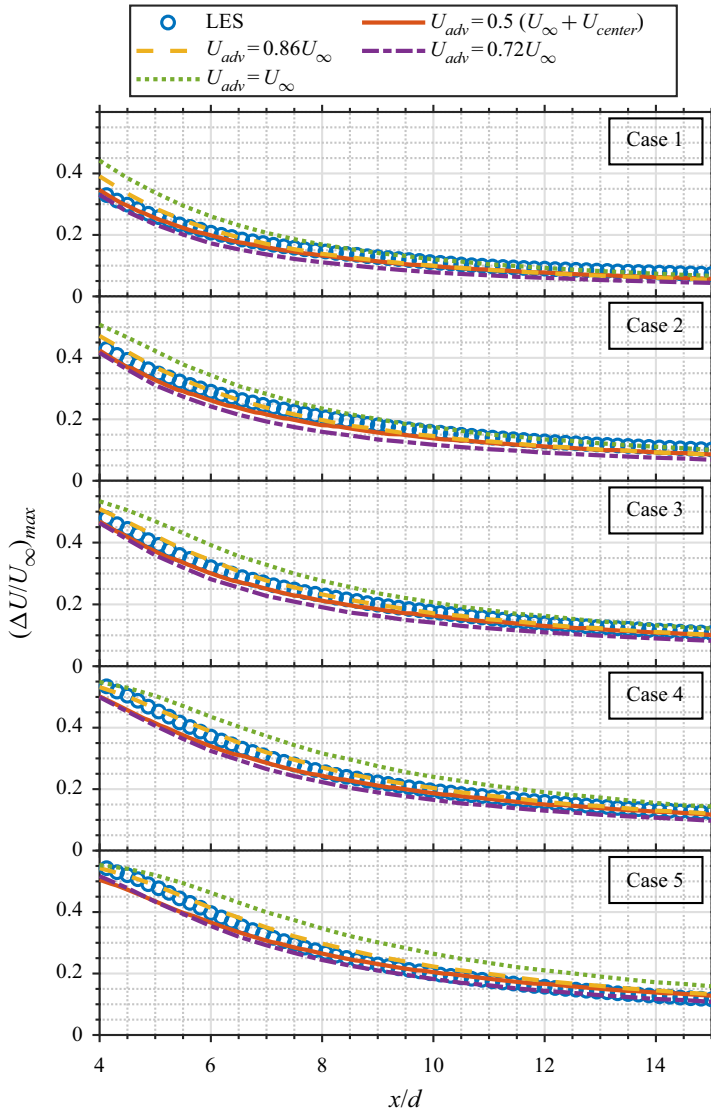 LES
U_adv = 0.5 (U_∞ + U_center)
U_adv = 0.86U_∞
U_adv = 0.72U_∞
U_adv = U_∞
Case 1
0.4
0.2
0
Case 2
0.4
0.2
0
Case 3
0.4
0.2
0
Case 4
0.4
0.2
0
Case 5
0.4
0.2
0
(ΔU/U_∞)_max
4 6 8 10 12 14
x/d